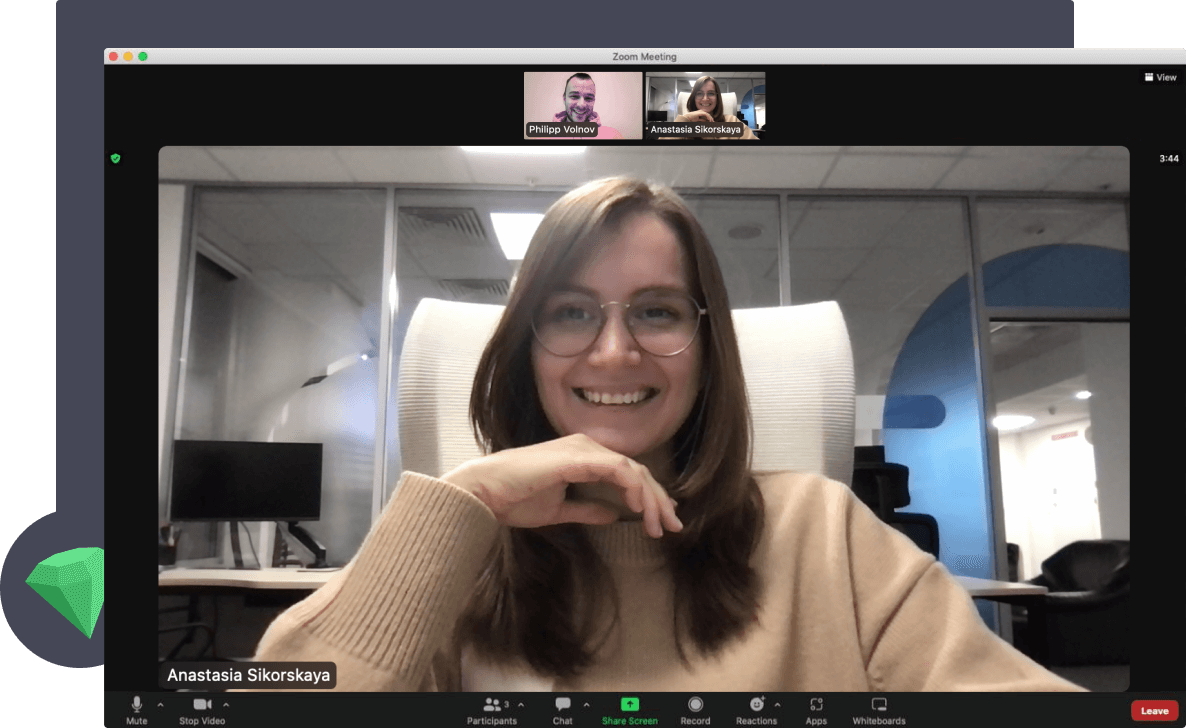 Zoom Meeting
View
Philipp Volnov
Anastasia Sikorskaya
3:44
Anastasia Sikorskaya
Mute
Stop Video
Participants
3
Chat
Share Screen
Record
Reactions
Apps
Whiteboards
Leave